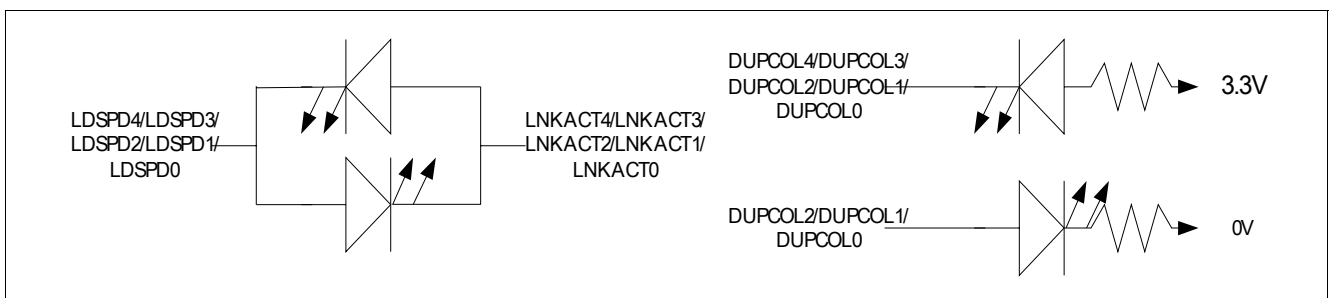 LDSPD4/LDSPD3/
LDSPD2/LDSPD1/
LDSPD0
LNKACT4/LNKACT3/
LNKACT2/LNKACT1/
LNKACT0
DUPCOL4/DUPCOL3/
DUPCOL2/DUPCOL1/
DUPCOL0
3.3V
DUPCOL2/DUPCOL1/
DUPCOL0
0V